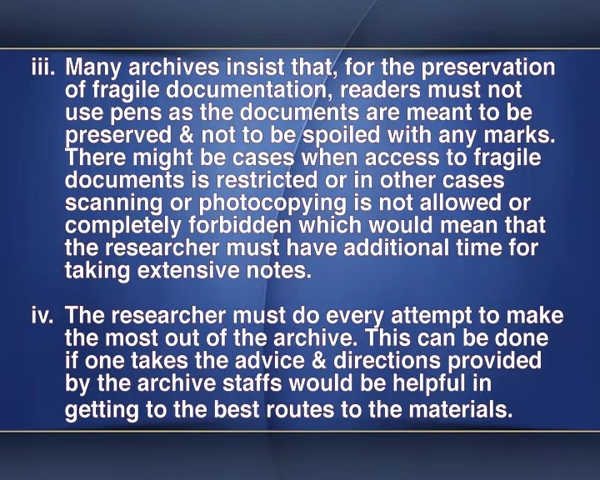 iii. Many archives insist that, for the preservation
of fragile documentation, readers must not
use pens as the documents are meant to be
preserved & not to be spoiled with any marks.
There might be cases when access to fragile
documents is restricted or in other cases
scanning or photocopying is not allowed or
completely forbidden which would mean that
the researcher must have additional time for
taking extensive notes.
iv. The researcher must do every attempt to make
the most out of the archive. This can be done
if one takes the advice & directions provided
by the archive staffs would be helpful in
getting to the best routes to the materials.